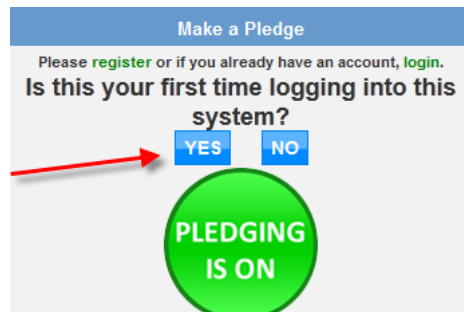 Make a Pledge
Please register or if you already have an account, login.
Is this your first time logging into this
system?
YES NO
PLEDGING
IS ON